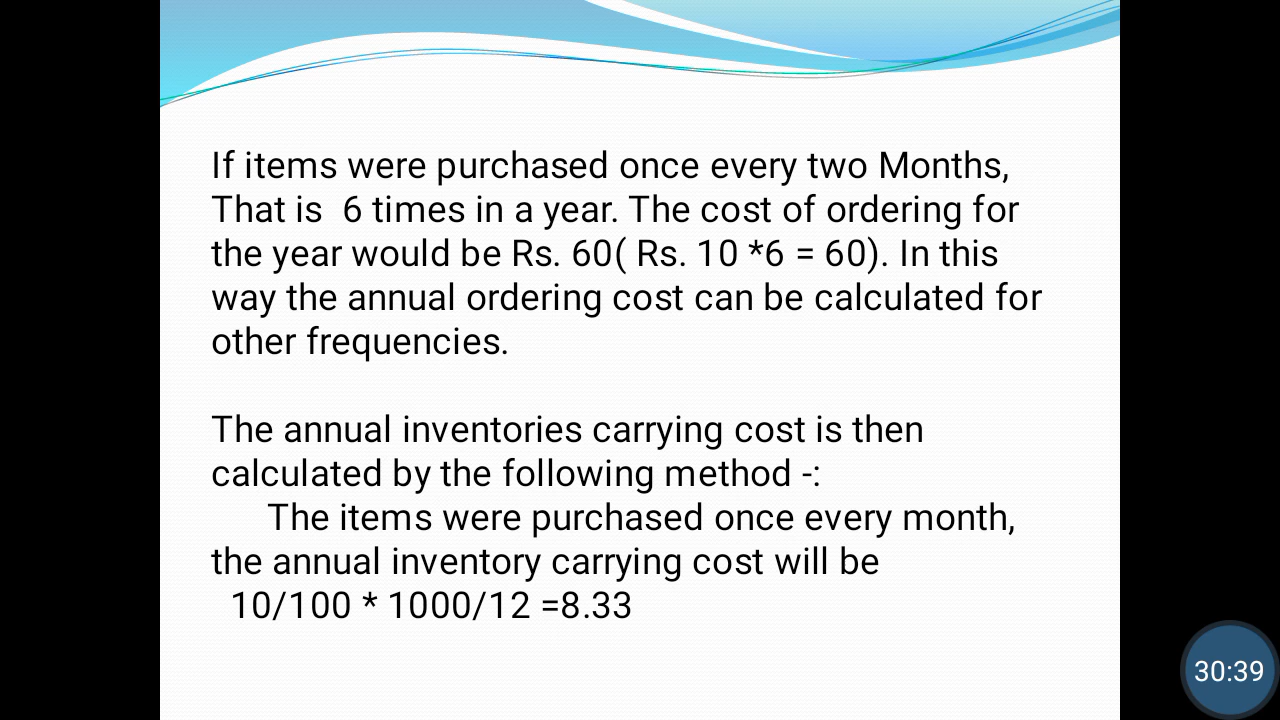 If items were purchased once every two Months,
That is  6 times in a year. The cost of ordering for
the year would be Rs. 60( Rs. 10 *6 = 60). In this
way the annual ordering cost can be calculated for
other frequencies.
The annual inventories carrying cost is then
calculated by the following method -:
The items were purchased once every month,
the annual inventory carrying cost will be
10/100 * 1000/12 =8.33
30:39